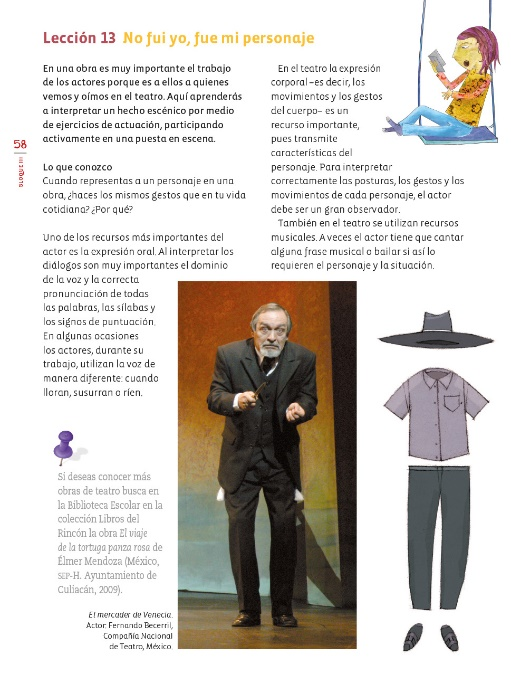 Lección 13 No fui yo, fue mi personaje
En una obra es muy importante el trabajo
de los actores porque es a ellos a quienes
vemos y oímos en el teatro. Aquí aprenderás
a interpretar un hecho escénico por medio
de ejercicios de actuación, participando
activamente en una puesta en escena.
Lo que conozco
Cuando representas a un personaje en una
obra, ¿haces los mismos gestos que en tu vida
cotidiana? ¿Por qué?
Uno de los recursos más importantes del
actor es la expresión oral. Al interpretar los
diálogos son muy importantes el dominio
de la voz y la correcta
pronunciación de todas
las palabras, las sílabas y
los signos de puntuación.
En algunas ocasiones
los actores, durante su
trabajo, utilizan la voz de
manera diferente: cuando
lloran, susurran o ríen.
En el teatro la expresión
corporal –es decir, los
movimientos y los gestos
del cuerpo– es un
recurso importante,
pues transmite
características del
personaje. Para interpretar
correctamente las posturas, los gestos y los
movimientos de cada personaje, el actor
debe ser un gran observador.
También en el teatro se utilizan recursos
musicales. A veces el actor tiene que cantar
alguna frase musical o bailar si así lo
requieren el personaje y la situación.
58
Si deseas conocer más
obras de teatro busca en
la Biblioteca Escolar en la
colección Libros del
Rincón la obra El viaje
de la tortuga panza rosa de
Élmer Mendoza (México,
SEP-H. Ayuntamiento de
Culiacán, 2009).
El mercader de Venecia.
Actor: Fernando Becerril,
Compañía Nacional
de Teatro, México.